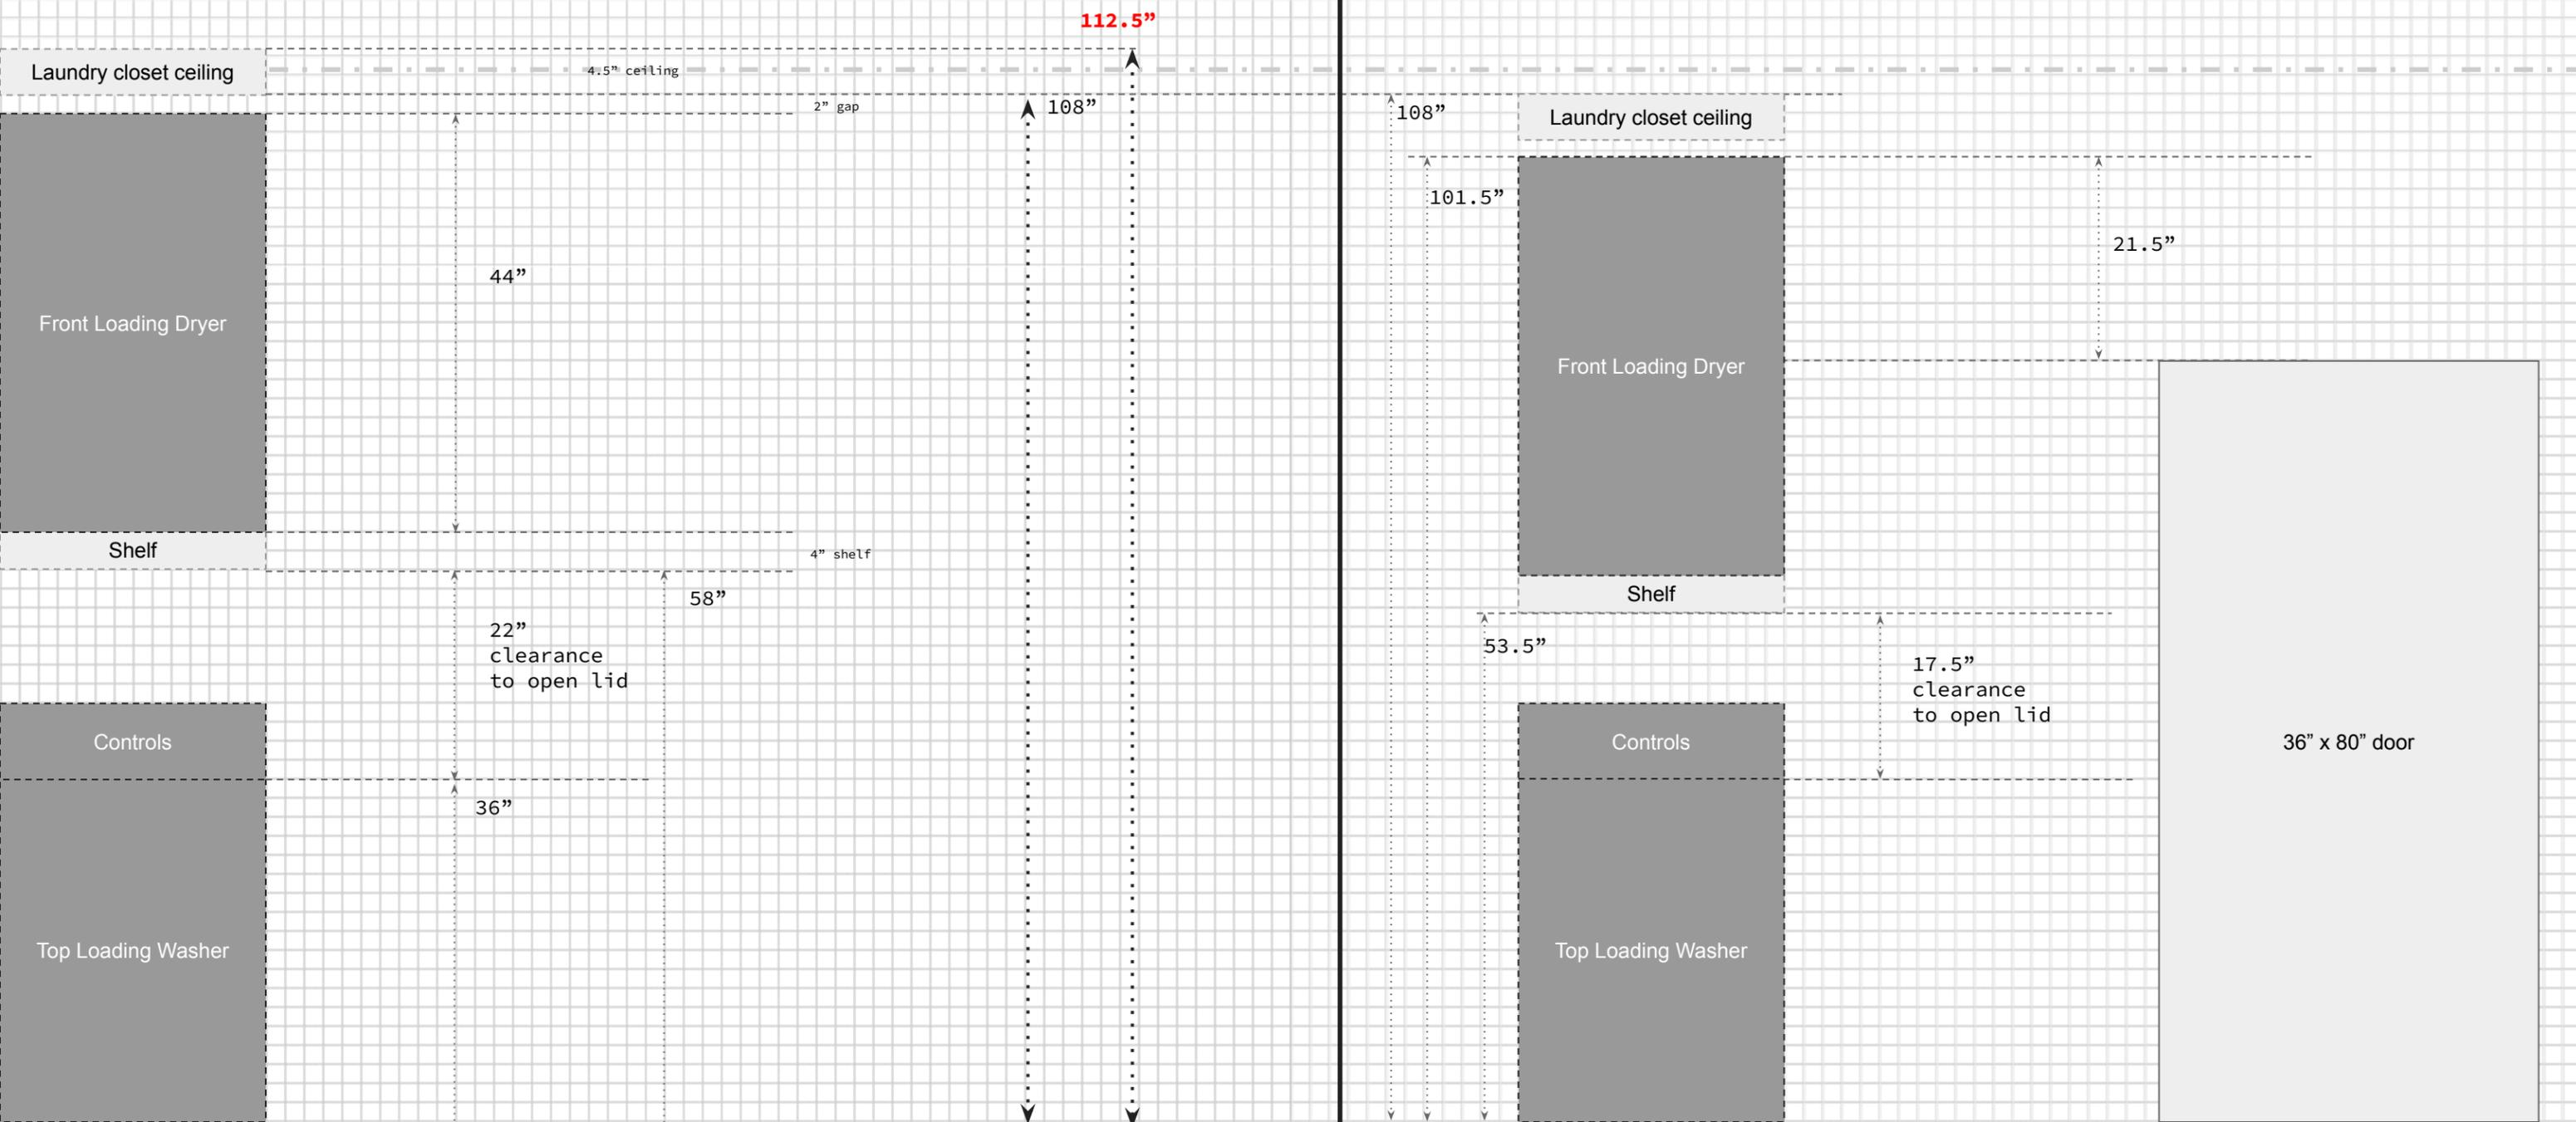 112.5”
Laundry closet ceiling
4.5” ceiling
2” gap
108”
44”
Front Loading Dryer
Shelf
4” shelf
58”
22”
clearance
to open lid
Controls
36”
Top Loading Washer
108”
Laundry closet ceiling
101.5”
21.5”
Front Loading Dryer
Shelf
53.5”
17.5”
clearance
to open lid
Controls
36” x 80” door
Top Loading Washer